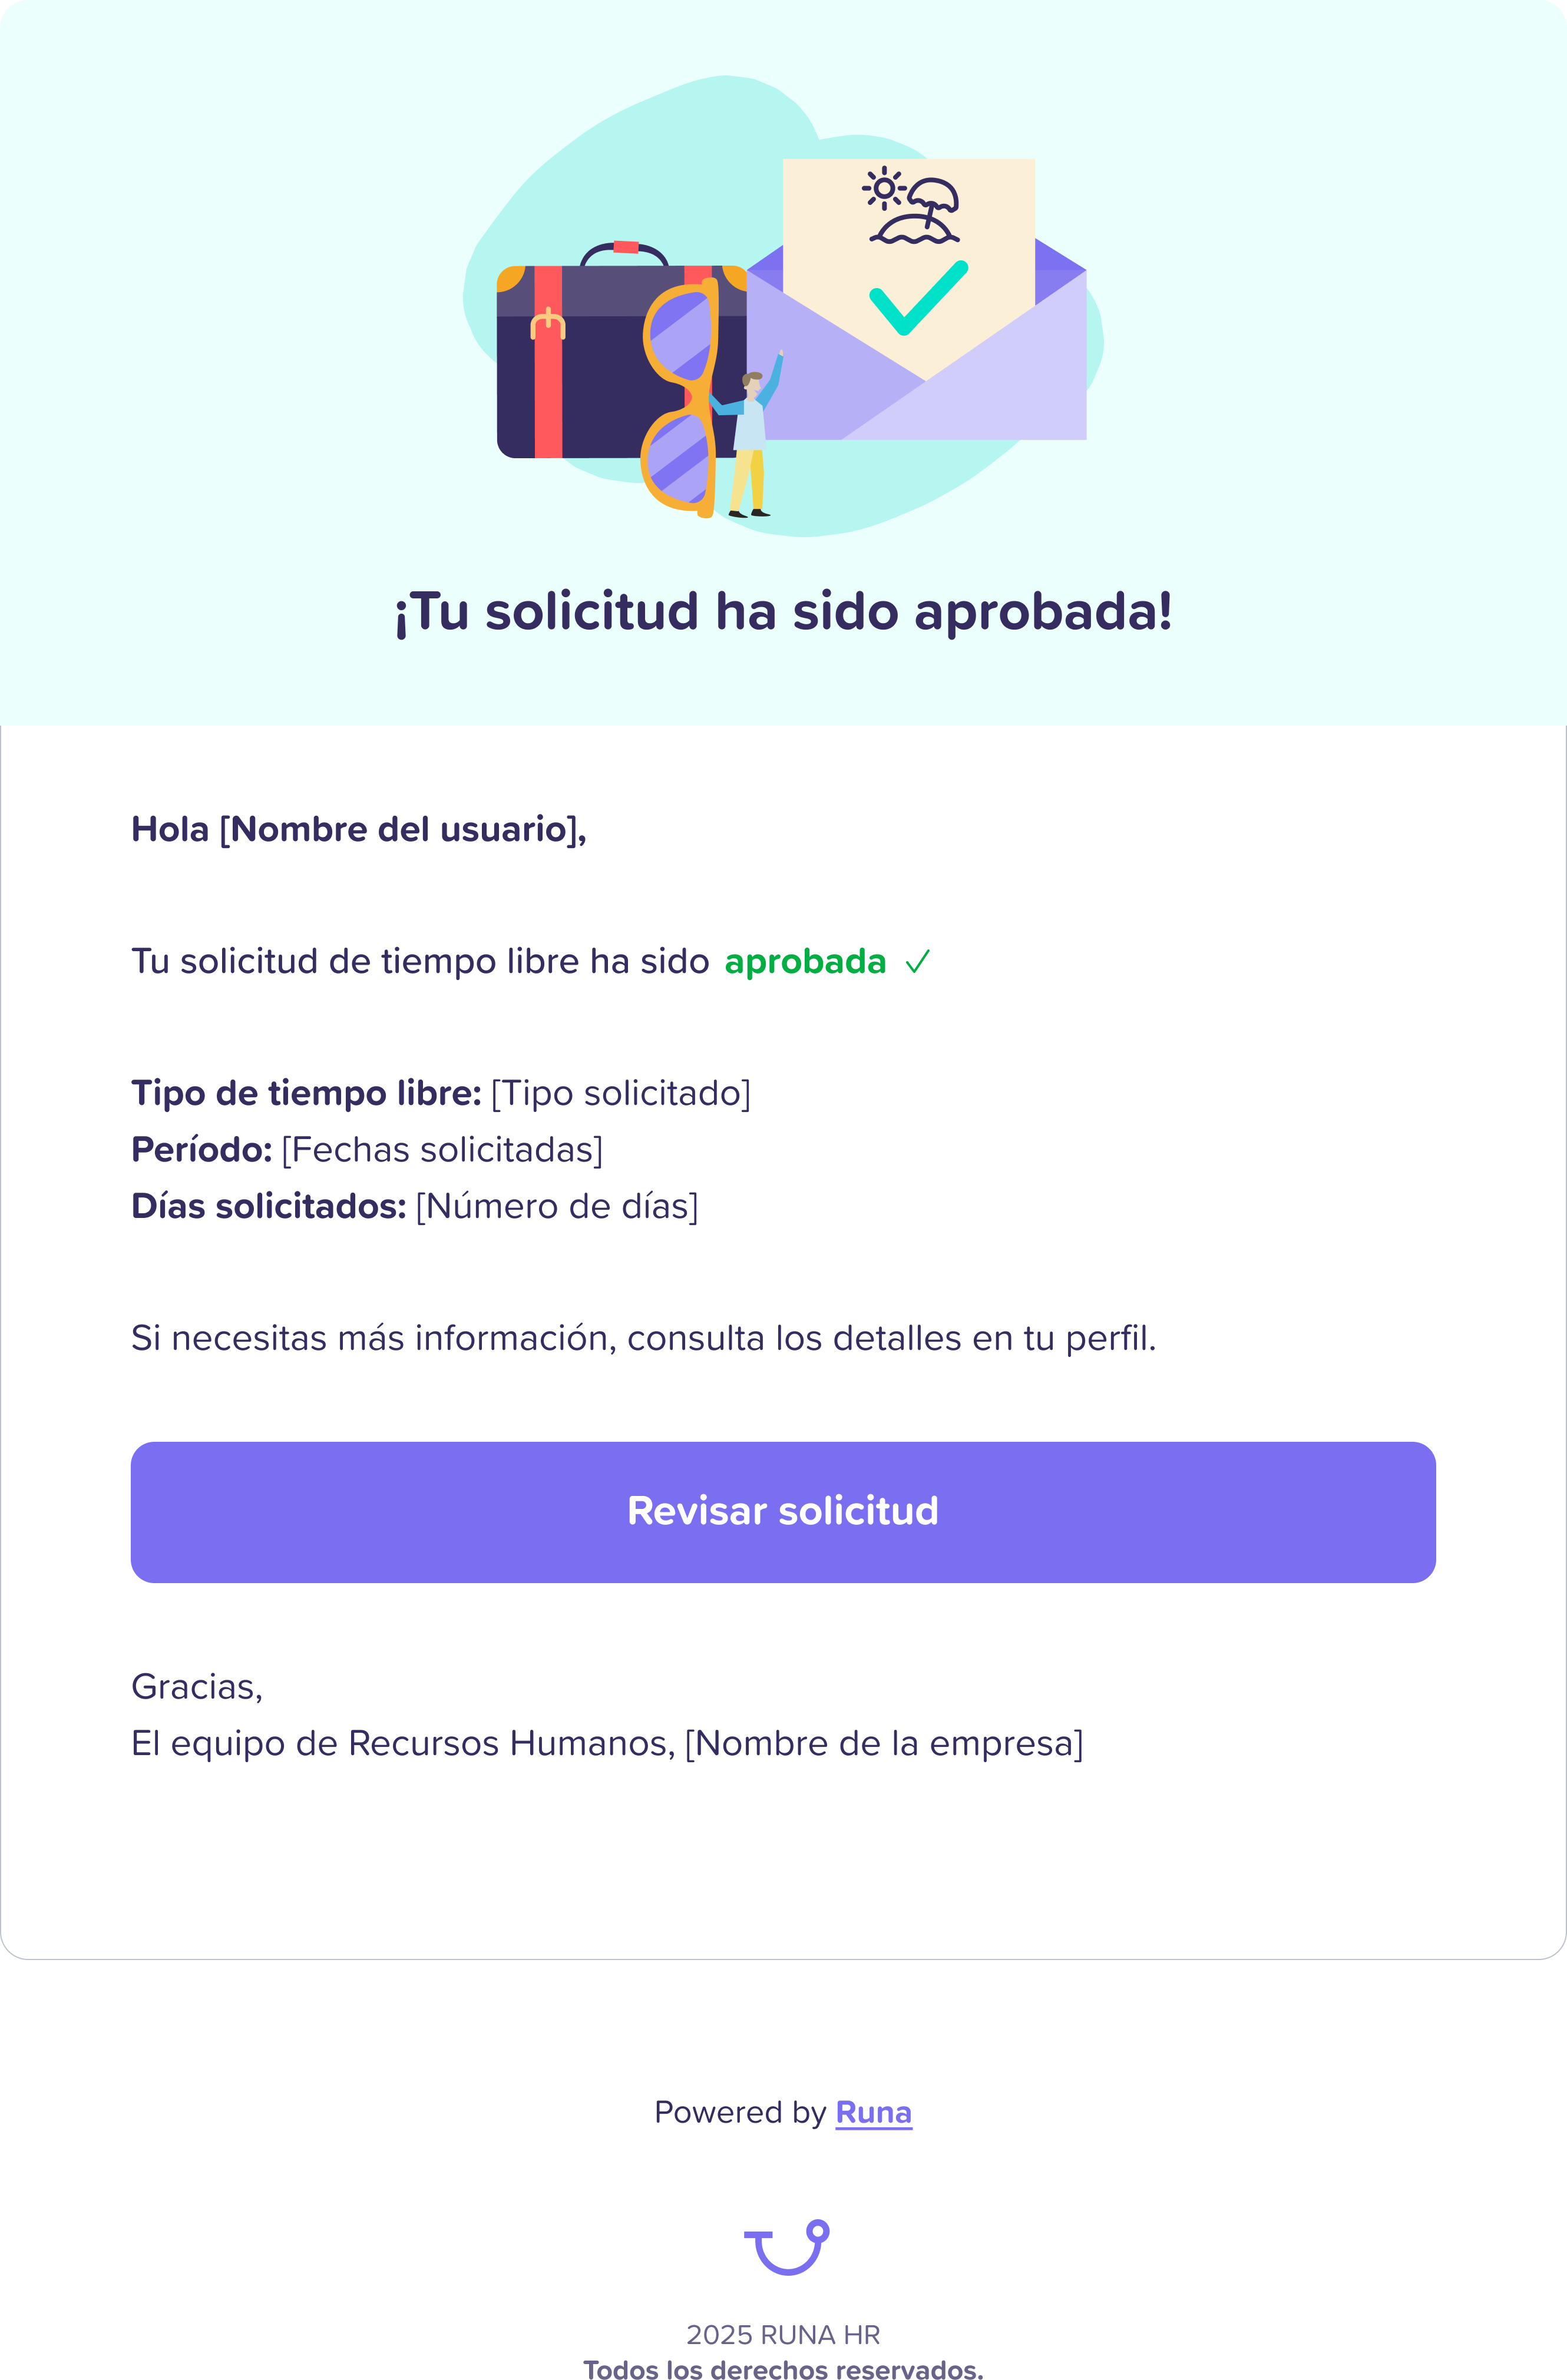 ¡Tu solicitud ha sido aprobada!
Hola [Nombre del usuario],
Tu solicitud de tiempo libre ha sido aprobada ✓
Tipo de tiempo libre: [Tipo solicitado]
Período: [Fechas solicitadas]
Días solicitados: [Número de días]
Si necesitas más información, consulta los detalles en tu perfil.
Revisar solicitud
Gracias,
El equipo de Recursos Humanos, [Nombre de la empresa]
Powered by Runa
2025 RUNA HR
Todos los derechos reservados.